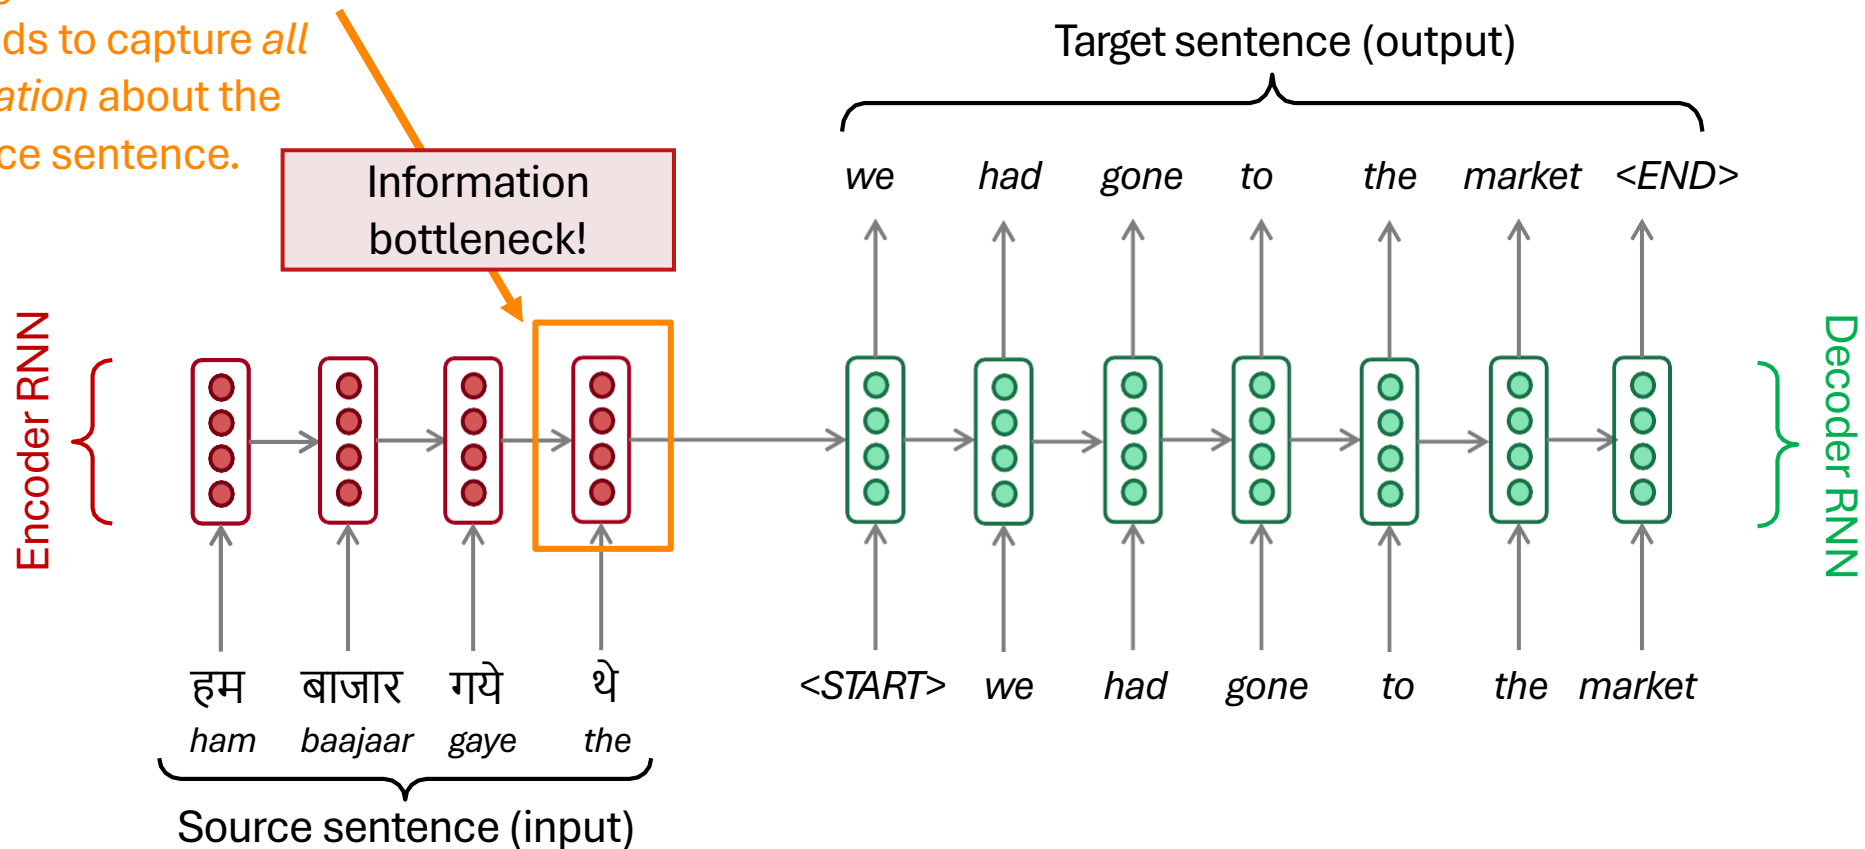 ds to capture all
ation about the
ce sentence.
Information
bottleneck!
Target sentence (output)
we had gone to the market <END>
Encoder RNN
Decoder RNN
हम बाजार गये थे
ham baajaar gaye the
Source sentence (input)
<START> we had gone to the market